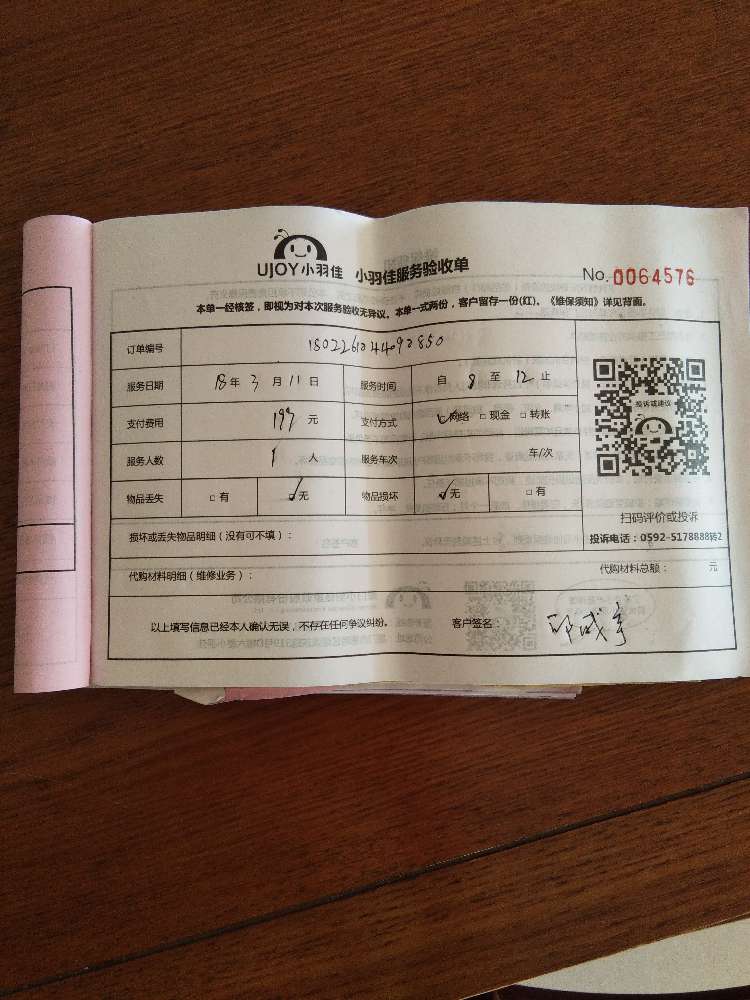 UJOY小羽佳 小羽佳服务验收单 No.0064576
本单一经核签，即视为对本次服务验收无异议。本单一式两份，客户留存一份(红)。《维保须知》详见背面。
订单编号
服务日期 18年3月11日 服务时间 自8至12止
支付费用 197元 支付方式 ☑网络 □现金 □转账
服务人数 1人 服务车次 车/次
物品丢失 □有 ☑无 物品损坏 ☑无 □有
投诉或建议
扫码评价或投诉
投诉电话：0592-5178888转2
损坏或丢失物品明细（没有可不填）：
代购材料明细（维修业务）： 代购材料总额： 元
以上填写信息已经本人确认无误，不存在任何争议纠纷。 客户签名：